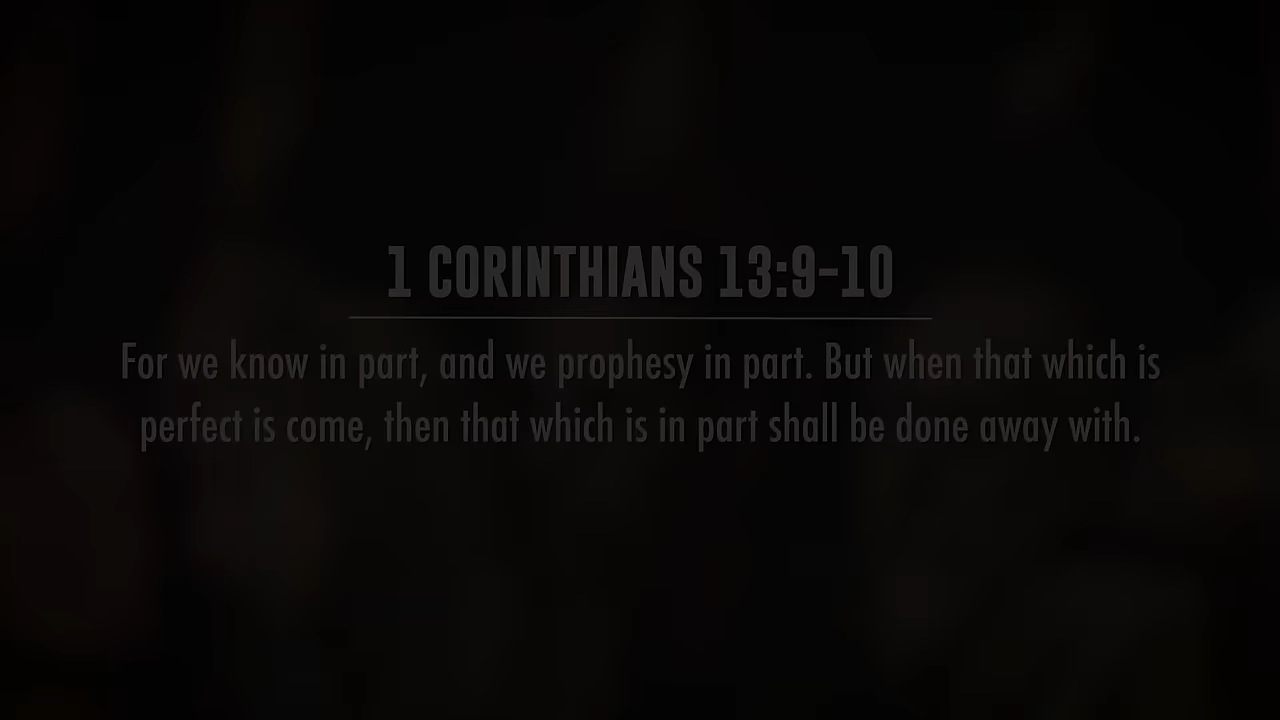 1 CORINTHIANS 13:9-10
For we know in part, and we prophesy in part. But when that which is
perfect is come, then that which is in part shall be done away with.